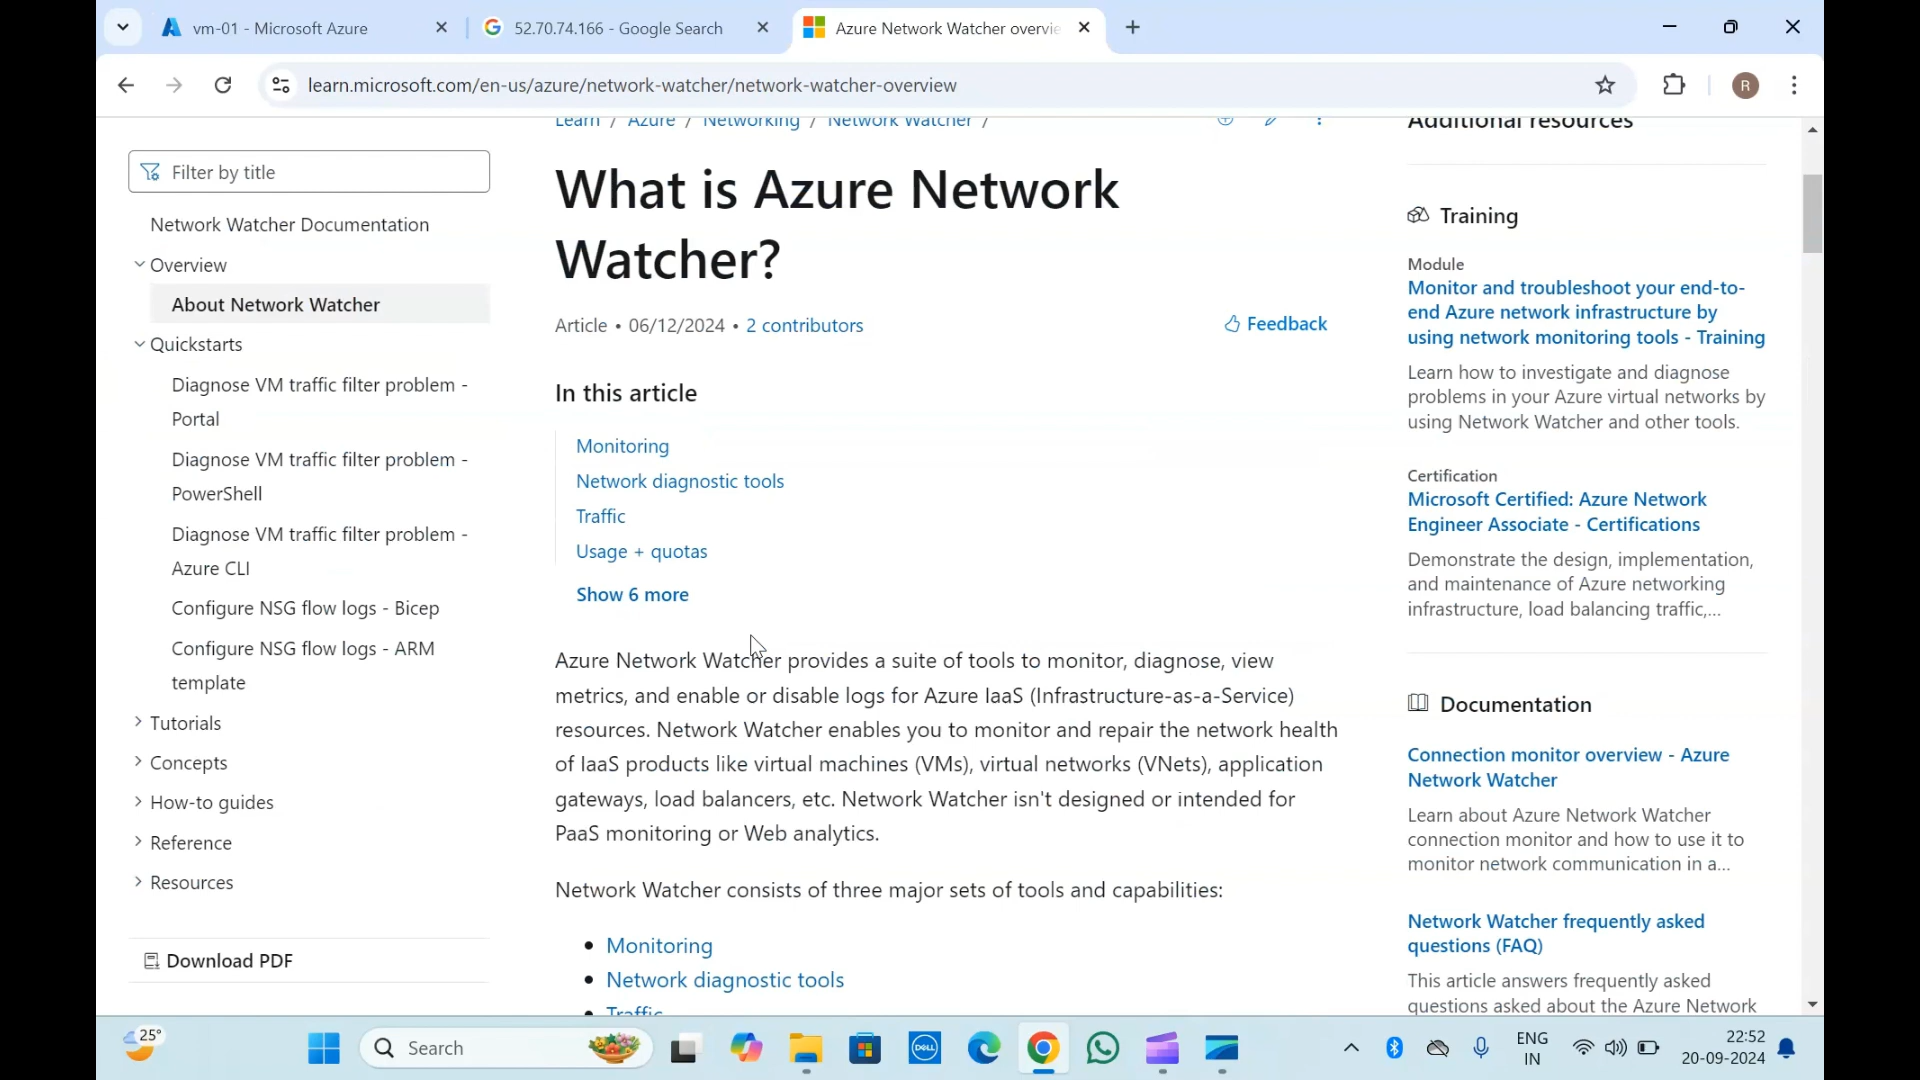 vm-01 - Microsoft Azure
52.70.74.166 - Google Search
Azure Network Watcher overvie
learn.microsoft.com/en-us/azure/network-watcher/network-watcher-overview
R
Learn / Azure / Networking / Network Watcher /
Filter by title
Network Watcher Documentation
Overview
About Network Watcher
Quickstarts
Diagnose VM traffic filter problem -
Portal
Diagnose VM traffic filter problem -
PowerShell
Diagnose VM traffic filter problem -
Azure CLI
Configure NSG flow logs - Bicep
Configure NSG flow logs - ARM
template
Tutorials
Concepts
How-to guides
Reference
Resources
Download PDF
What is Azure Network
Watcher?
Article • 06/12/2024 • 2 contributors
Feedback
In this article
Monitoring
Network diagnostic tools
Traffic
Usage + quotas
Show 6 more
Azure Network Watcher provides a suite of tools to monitor, diagnose, view
metrics, and enable or disable logs for Azure IaaS (Infrastructure-as-a-Service)
resources. Network Watcher enables you to monitor and repair the network health
of IaaS products like virtual machines (VMs), virtual networks (VNets), application
gateways, load balancers, etc. Network Watcher isn't designed or intended for
PaaS monitoring or Web analytics.
Network Watcher consists of three major sets of tools and capabilities:
• Monitoring
• Network diagnostic tools
• Traffic
Additional resources
Training
Module
Monitor and troubleshoot your end-to-
end Azure network infrastructure by
using network monitoring tools - Training
Learn how to investigate and diagnose
problems in your Azure virtual networks by
using Network Watcher and other tools.
Certification
Microsoft Certified: Azure Network
Engineer Associate - Certifications
Demonstrate the design, implementation,
and maintenance of Azure networking
infrastructure, load balancing traffic,...
Documentation
Connection monitor overview - Azure
Network Watcher
Learn about Azure Network Watcher
connection monitor and how to use it to
monitor network communication in a...
Network Watcher frequently asked
questions (FAQ)
This article answers frequently asked
questions asked about the Azure Network
25°
Search
DELL
ENG
IN
22:52
20-09-2024